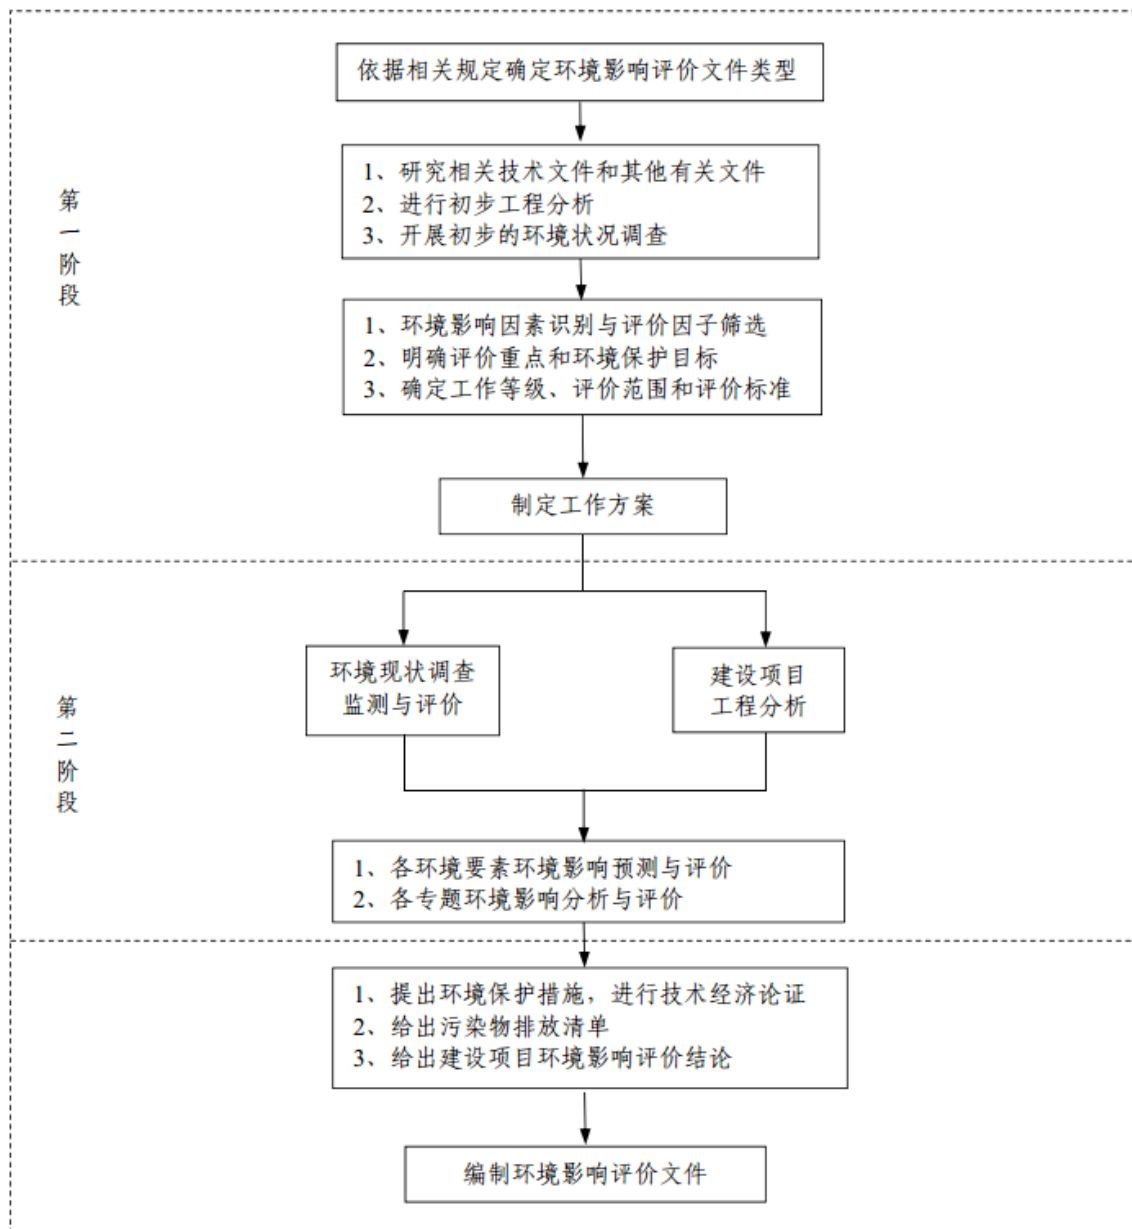 依据相关规定确定环境影响评价文件类型
第一阶段
1、研究相关技术文件和其他有关文件
2、进行初步工程分析
3、开展初步的环境状况调查
1、环境影响因素识别与评价因子筛选
2、明确评价重点和环境保护目标
3、确定工作等级、评价范围和评价标准
制定工作方案
第二阶段
环境现状调查
监测与评价
建设项目
工程分析
1、各环境要素环境影响预测与评价
2、各专题环境影响分析与评价
1、提出环境保护措施，进行技术经济论证
2、给出污染物排放清单
3、给出建设项目环境影响评价结论
编制环境影响评价文件